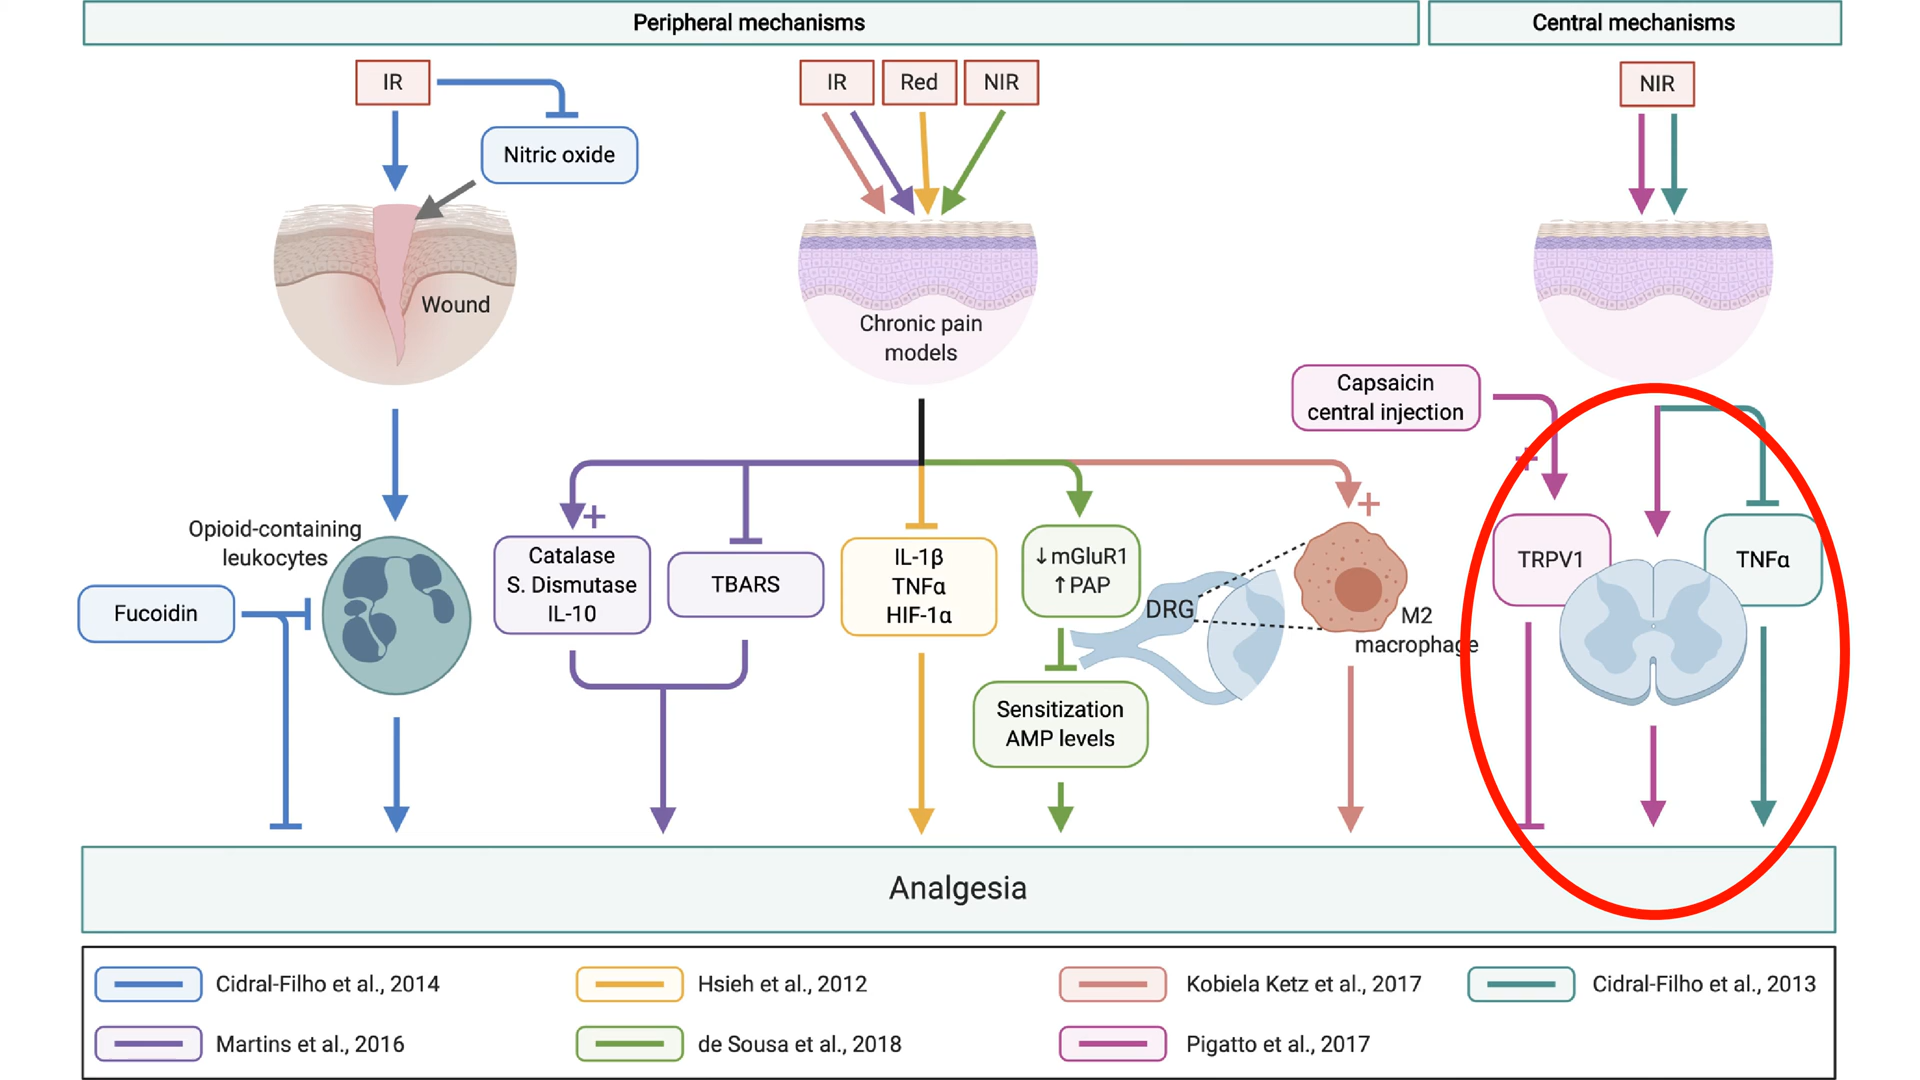 Peripheral mechanisms
Central mechanisms
IR
Nitric oxide
Wound
IR
Red
NIR
Chronic pain
models
NIR
Capsaicin
central injection
+
Opioid-containing
leukocytes
Fucoidin
+
Catalase
S. Dismutase
IL-10
TBARS
IL-1β
TNFα
HIF-1α
↓mGluR1
↑PAP
Sensitization
AMP levels
DRG
+
M2
macrophage
TRPV1
TNFα
Analgesia
Cidral-Filho et al., 2014
Hsieh et al., 2012
Kobiela Ketz et al., 2017
Cidral-Filho et al., 2013
Martins et al., 2016
de Sousa et al., 2018
Pigatto et al., 2017